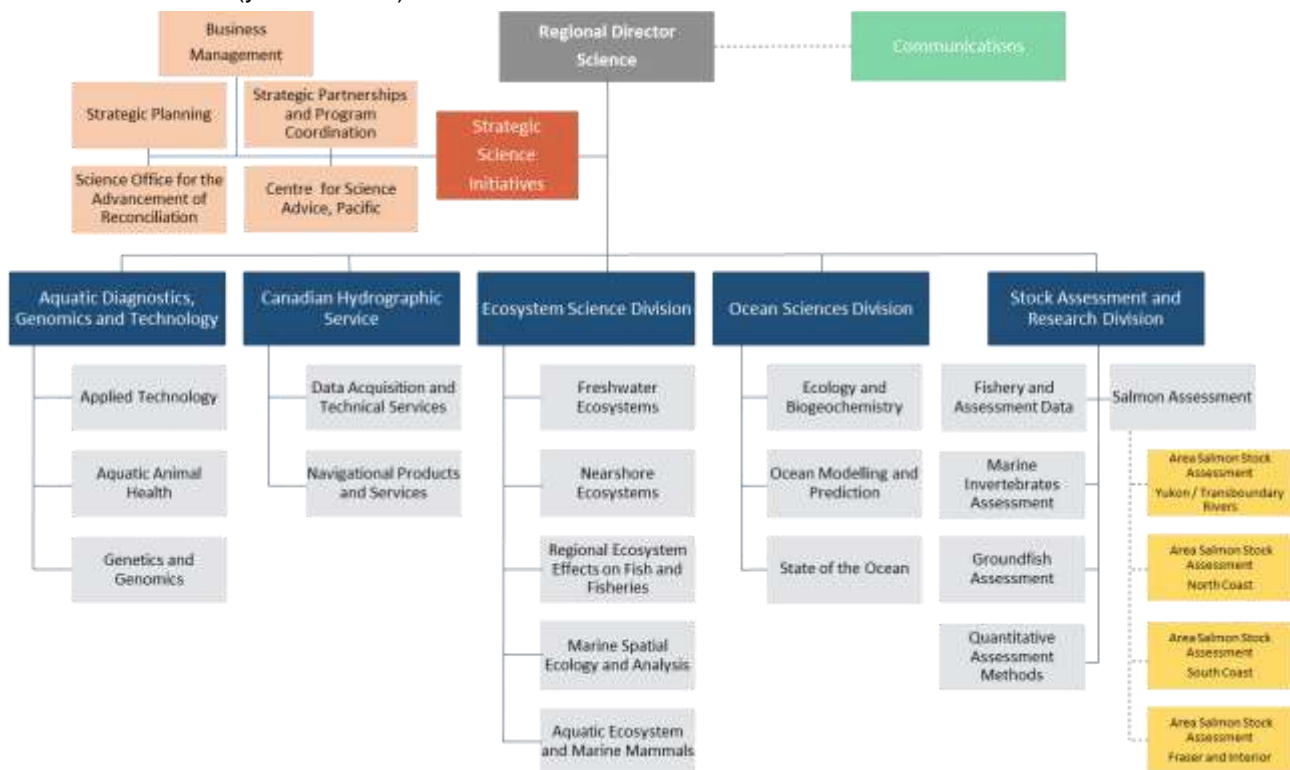 Business
Management
Regional Director
Science
Communications
Strategic Planning
Strategic Partnerships
and Program
Coordination
Strategic
Science
Initiatives
Science Office for the
Advancement of
Reconciliation
Centre for Science
Advice, Pacific
Aquatic Diagnostics,
Genomics and Technology
Canadian Hydrographic
Service
Ecosystem Science Division
Ocean Sciences Division
Stock Assessment and
Research Division
Applied Technology
Aquatic Animal
Health
Genetics and
Genomics
Data Acquisition and
Technical Services
Navigational Products
and Services
Freshwater
Ecosystems
Nearshore
Ecosystems
Regional Ecosystem
Effects on Fish and
Fisheries
Marine Spatial
Ecology and Analysis
Aquatic Ecosystem
and Marine Mammals
Ecology and
Biogeochemistry
Ocean Modelling and
Prediction
State of the Ocean
Fishery and
Assessment Data
Marine
Invertebrates
Assessment
Groundfish
Assessment
Quantitative
Assessment
Methods
Salmon Assessment
Area Salmon Stock
Assessment
Yukon / Transboundary
Rivers
Area Salmon Stock
Assessment
North Coast
Area Salmon Stock
Assessment
South Coast
Area Salmon Stock
Assessment
Fraser and Interior